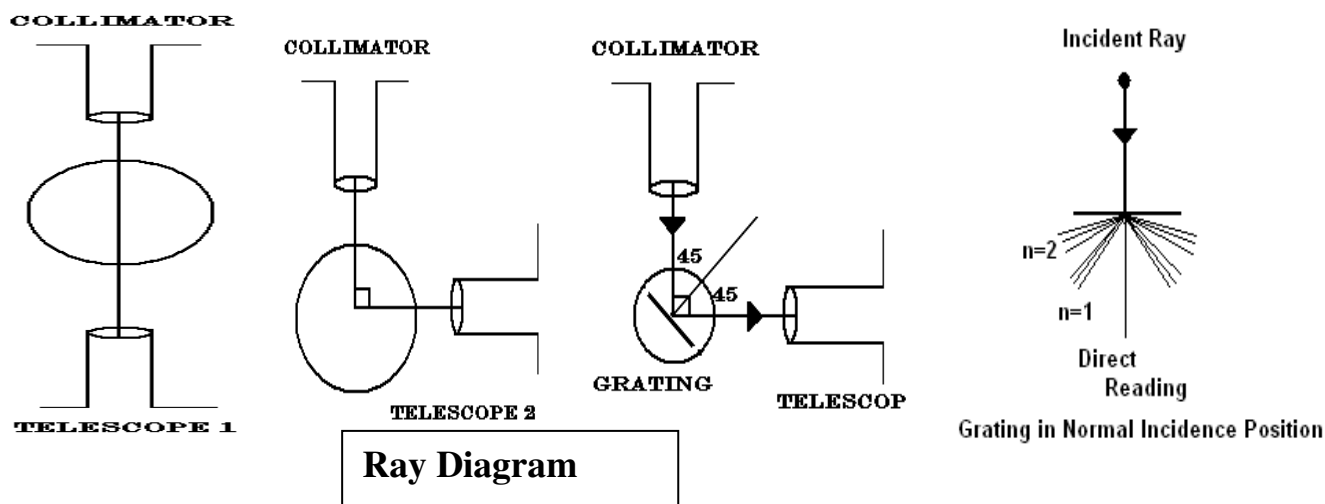 COLLIMATOR
TELESCOPE 1
COLLIMATOR
TELESCOPE 2
COLLIMATOR
45
45
GRATING
TELESCOP
Incident Ray
n=2
n=1
Direct
Reading
Grating in Normal Incidence Position
Ray Diagram